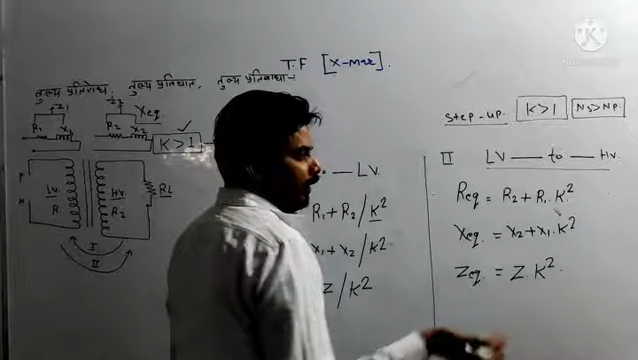 T.F [X-mar].
तुल्य प्रतिरोध, तुल्य प्रतिघात, तुल्य प्रतिबाधा -
Z1
Z2
Xeq.
R1 X1
R2 X2
K>1
P
N
LV
R1
HV
R2
RL
I
II
— LV.
R1+R2/K²
X1+X2/K²
Z/K²
Step-up. K>1 Ns>Np.
II LV — to — HV.
Req = R2+R1.K²
Xeq. = X2+X1.K²
Zeq. = Z.K².
K